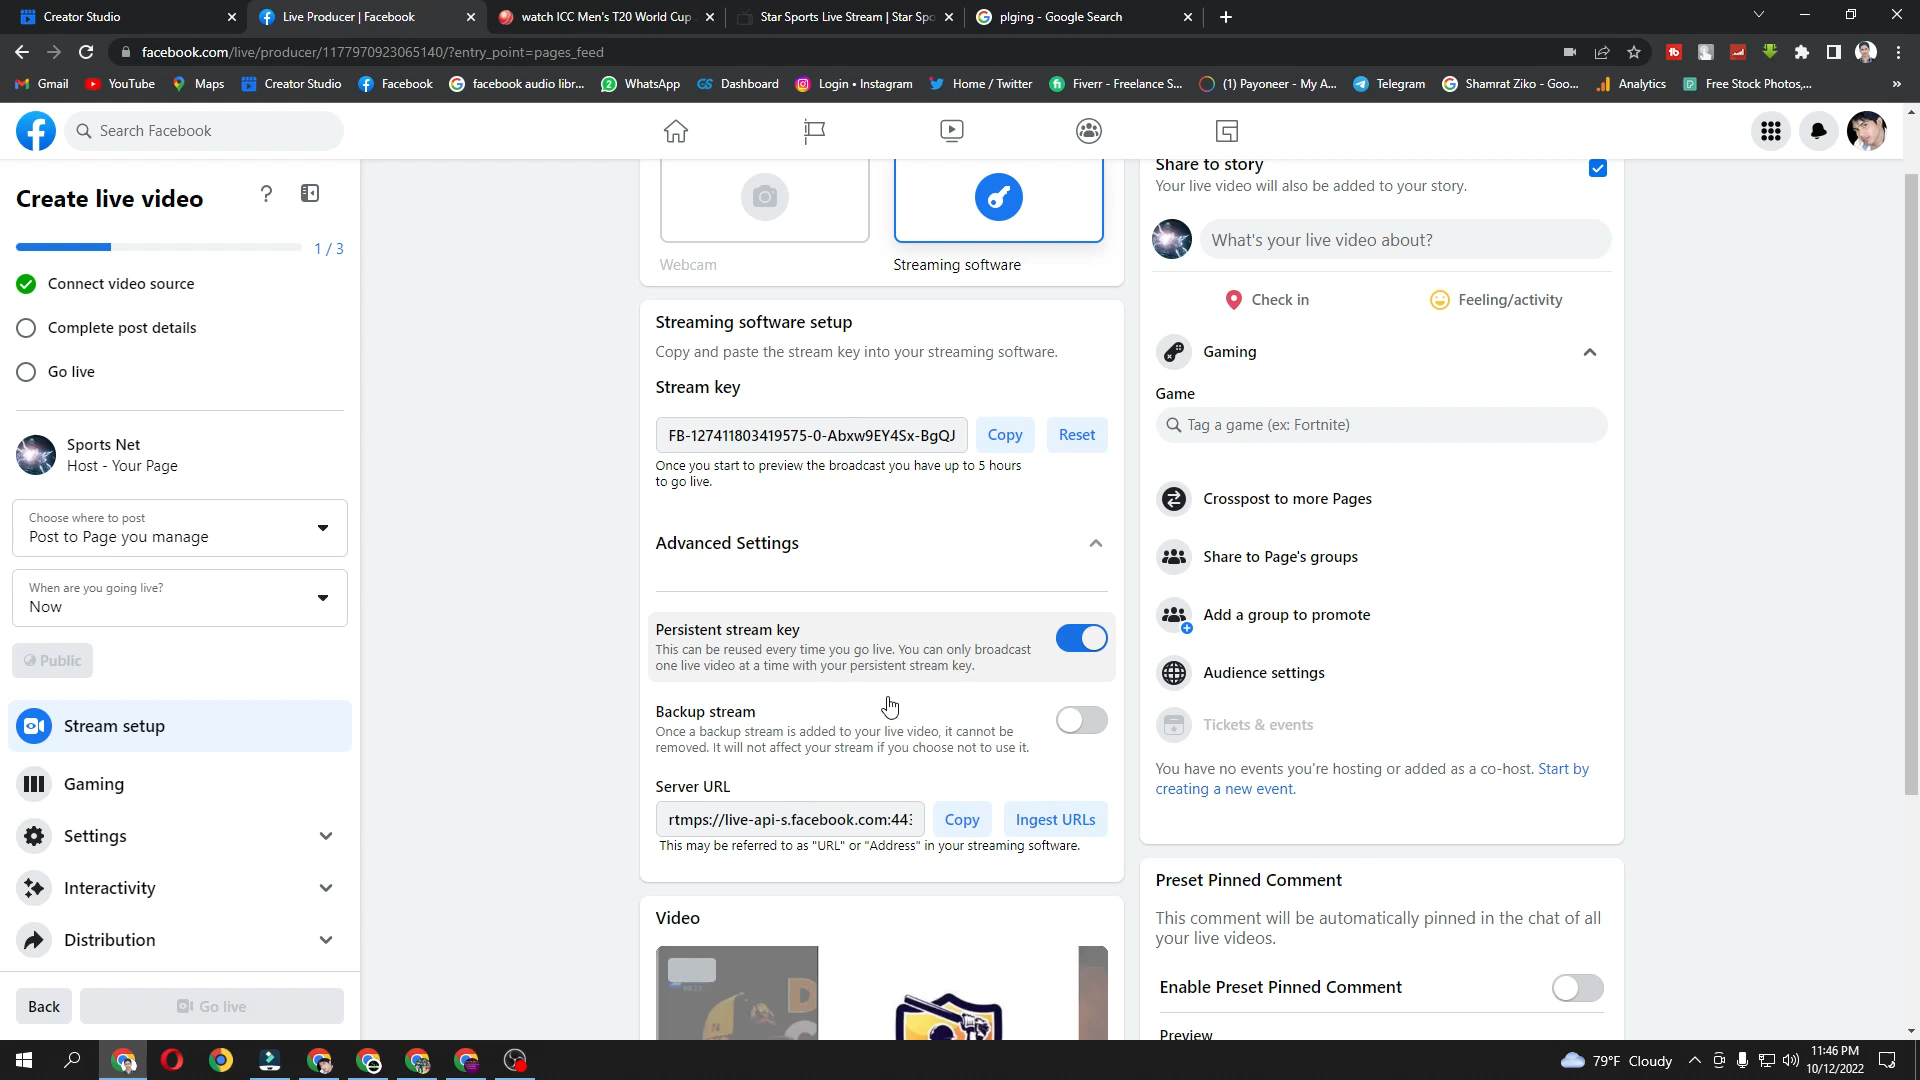 Creator Studio
Live Producer | Facebook
watch ICC Men's T20 World Cup
Star Sports Live Stream | Star Spo
plging - Google Search
facebook.com/live/producer/1177970923065140/?entry_point=pages_feed
Gmail
YouTube
Maps
Creator Studio
Facebook
facebook audio libr...
WhatsApp
Dashboard
Login • Instagram
Home / Twitter
Fiverr - Freelance S...
(1) Payoneer - My A...
Telegram
Shamrat Ziko - Goo...
Analytics
Free Stock Photos,...
»
Search Facebook
Create live video
?
1 / 3
Connect video source
Complete post details
Go live
Sports Net
Host - Your Page
Choose where to post
Post to Page you manage
When are you going live?
Now
Public
Stream setup
Gaming
Settings
Interactivity
Distribution
Back
Go live
Webcam
Streaming software
Streaming software setup
Copy and paste the stream key into your streaming software.
Stream key
FB-127411803419575-0-Abxw9EY4Sx-BgQJ
Copy
Reset
Once you start to preview the broadcast you have up to 5 hours
to go live.
Advanced Settings
Persistent stream key
This can be reused every time you go live. You can only broadcast
one live video at a time with your persistent stream key.
Backup stream
Once a backup stream is added to your live video, it cannot be
removed. It will not affect your stream if you choose not to use it.
Server URL
rtmps://live-api-s.facebook.com:443
Copy
Ingest URLs
This may be referred to as "URL" or "Address" in your streaming software.
Video
Share to story
Your live video will also be added to your story.
What's your live video about?
Check in
Feeling/activity
Gaming
Game
Tag a game (ex: Fortnite)
Crosspost to more Pages
Share to Page's groups
Add a group to promote
Audience settings
Tickets & events
You have no events you're hosting or added as a co-host. Start by
creating a new event.
Preset Pinned Comment
This comment will be automatically pinned in the chat of all
your live videos.
Enable Preset Pinned Comment
Preview
79°F Cloudy
11:46 PM
10/12/2022